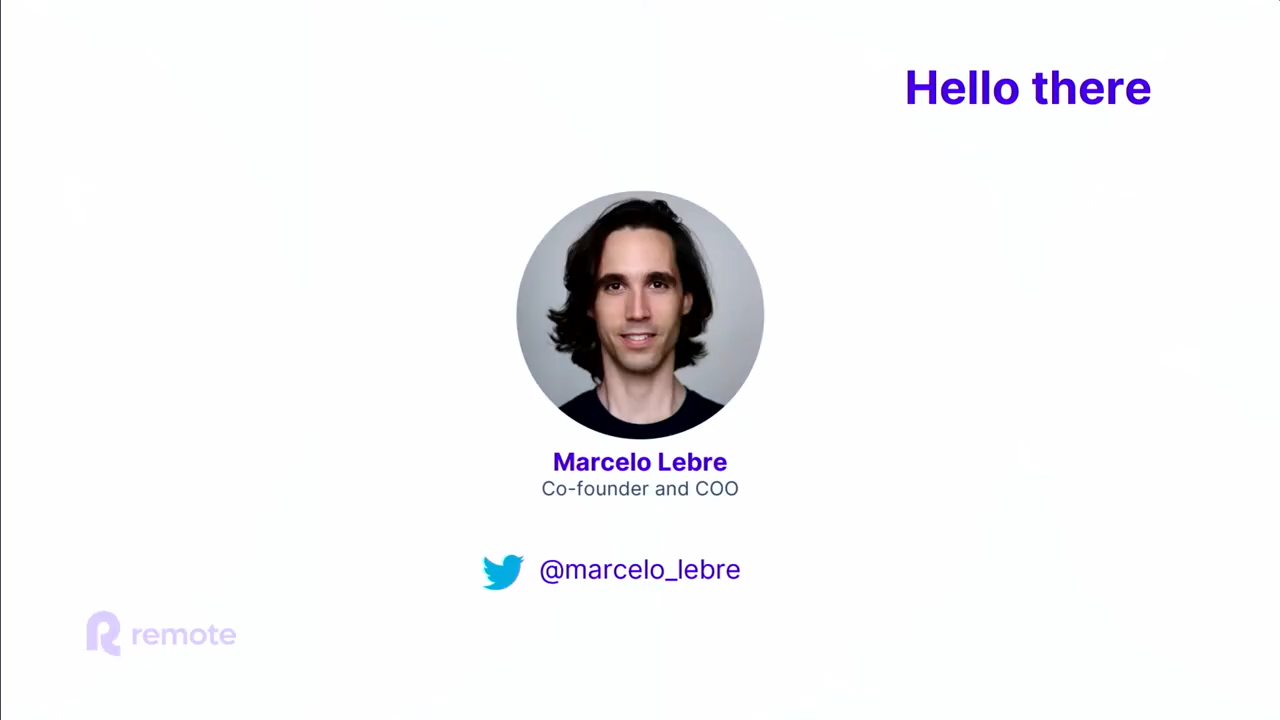 Hello there
Marcelo Lebre
Co-founder and COO
@marcelo_lebre
remote